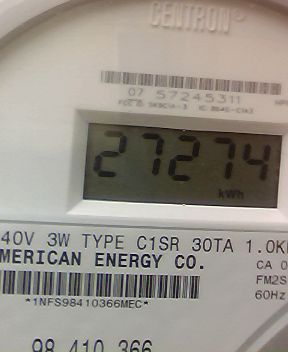 CENTRON®
07 57245311
27274
kWh
40V 3W TYPE C1SR 30TA 1.0K
MERICAN ENERGY CO.
CA 0
FM2S
60Hz
*1NFS98410366MEC*
98 410 366